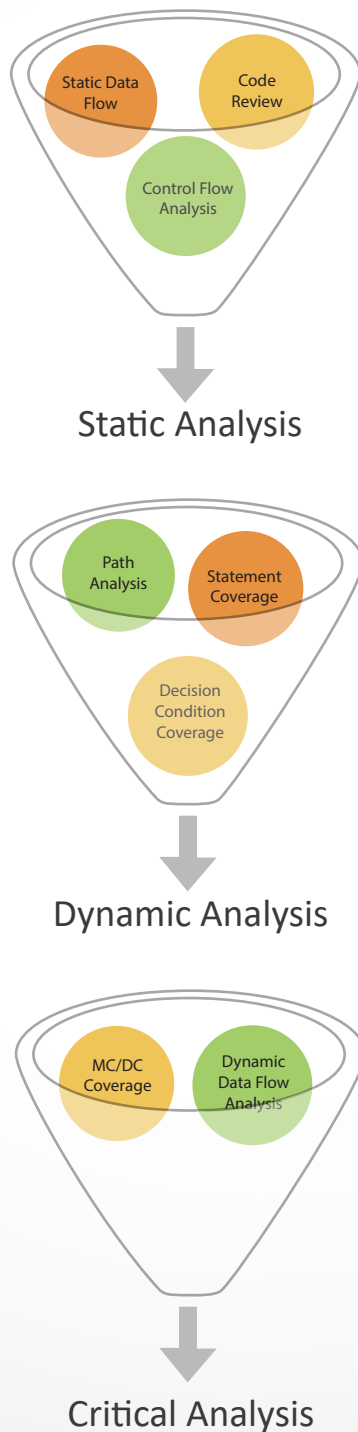 Static Data
Flow
Code
Review
Control Flow
Analysis
Static Analysis
Path
Analysis
Statement
Coverage
Decision
Condition
Coverage
Dynamic Analysis
MC/DC
Coverage
Dynamic
Data Flow
Analysis
Critical Analysis